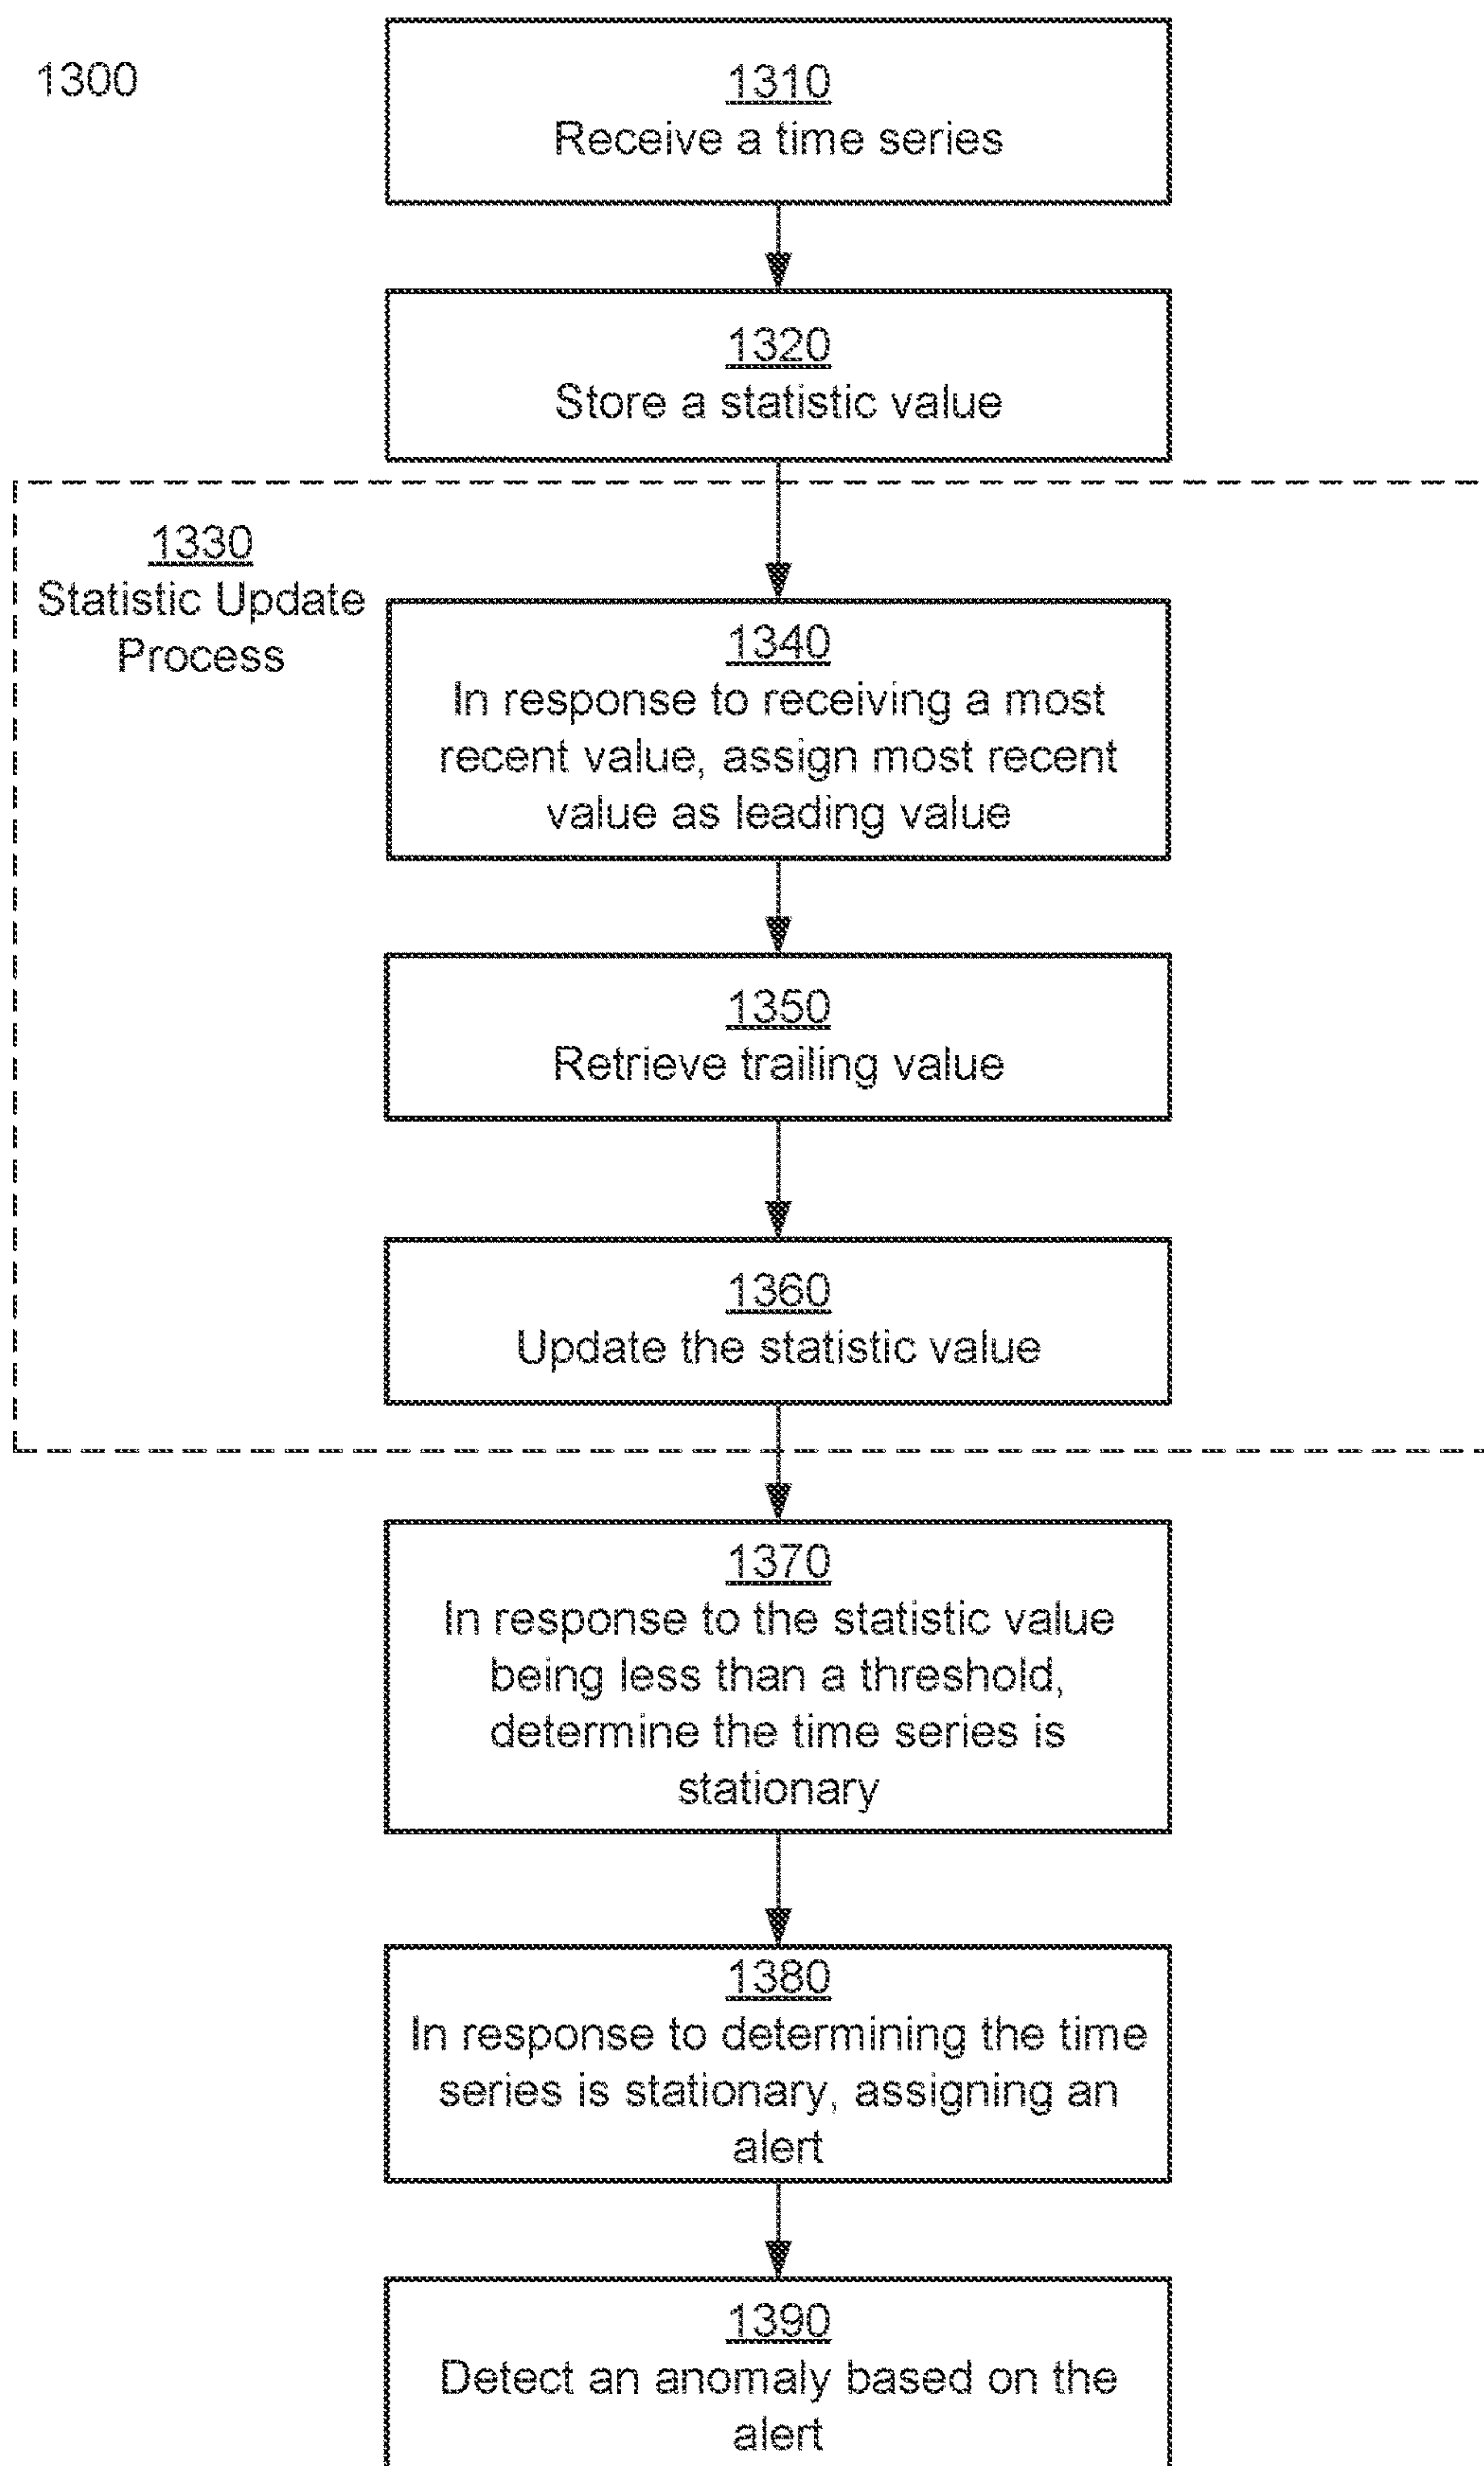 1300
1310
Receive a time series
1320
Store a statistic value
1330
Statistic Update
Process
1340
In response to receiving a most
recent value, assign most recent
value as leading value
1350
Retrieve trailing value
1360
Update the statistic value
1370
In response to the statistic value
being less than a threshold,
determine the time series is
stationary
1380
In response to determining the time
series is stationary, assigning an
alert
1390
Detect an anomaly based on the
alert